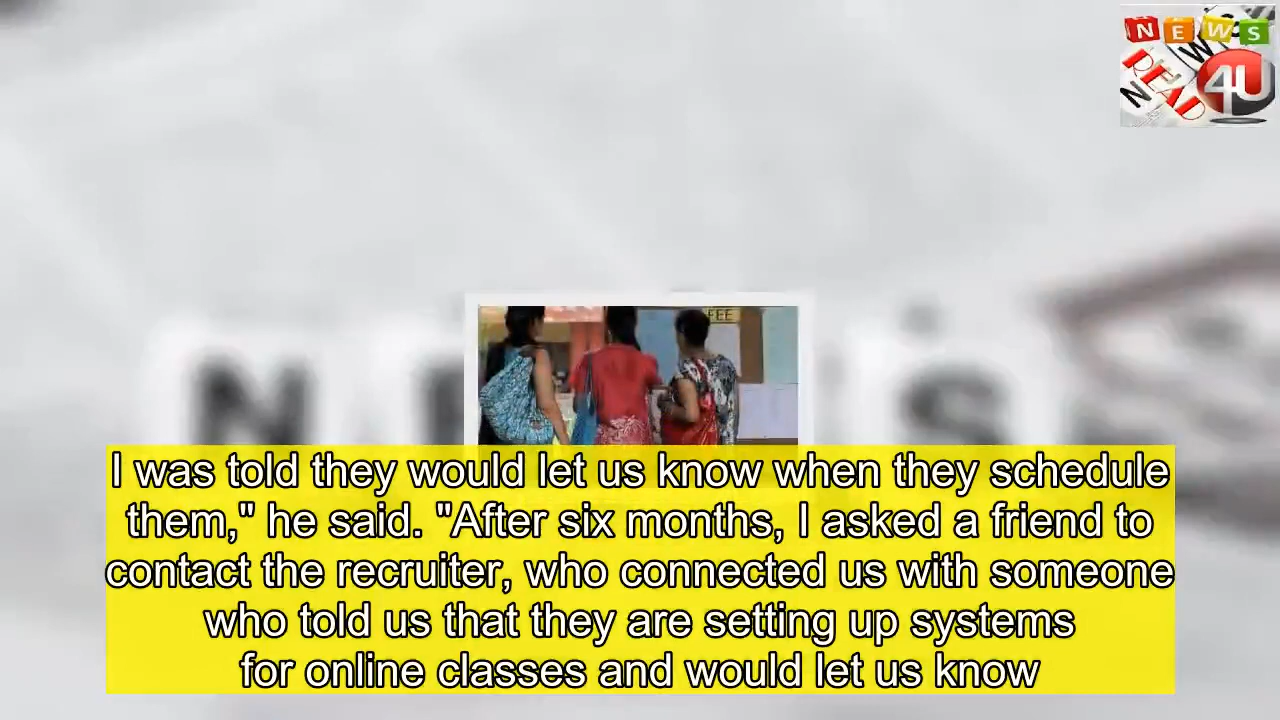 NEWS
READ
4U
FEE
N
S
I was told they would let us know when they schedule
them," he said. "After six months, I asked a friend to
contact the recruiter, who connected us with someone
who told us that they are setting up systems
for online classes and would let us know